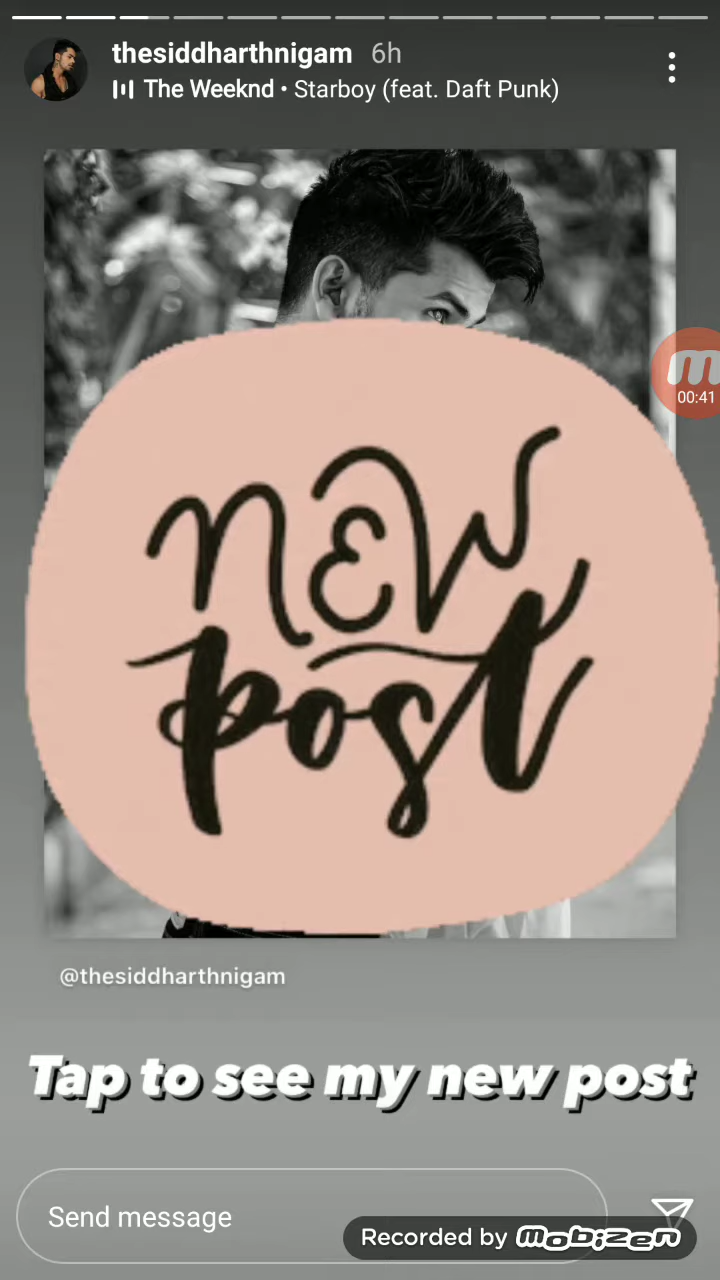 thesiddharthnigam 6h
The Weeknd • Starboy (feat. Daft Punk)
m
00:41
new
post
@thesiddharthnigam
Tap to see my new post
Send message
Recorded by mobizen